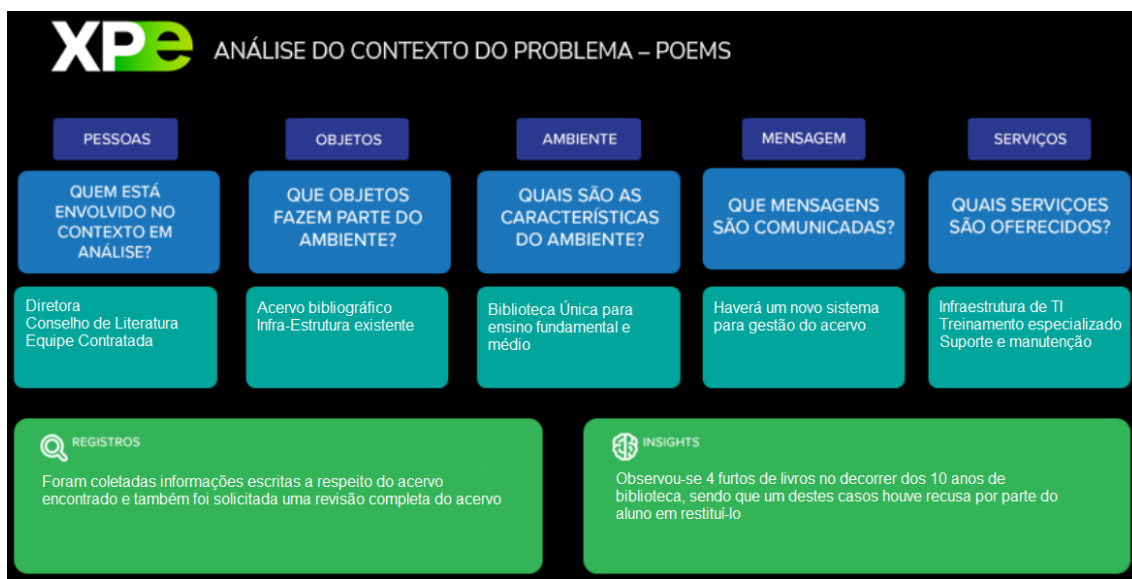 XPe ANÁLISE DO CONTEXTO DO PROBLEMA – POEMS
PESSOAS
OBJETOS
AMBIENTE
MENSAGEM
SERVIÇOS
QUEM ESTÁ
ENVOLVIDO NO
CONTEXTO EM
ANÁLISE?
QUE OBJETOS
FAZEM PARTE DO
AMBIENTE?
QUAIS SÃO AS
CARACTERÍSTICAS
DO AMBIENTE?
QUE MENSAGENS
SÃO COMUNICADAS?
QUAIS SERVIÇOES
SÃO OFERECIDOS?
Diretora
Conselho de Literatura
Equipe Contratada
Acervo bibliográfico
Infra-Estrutura existente
Biblioteca Única para
ensino fundamental e
médio
Haverá um novo sistema
para gestão do acervo
Infraestrutura de TI
Treinamento especializado
Suporte e manutenção
REGISTROS
Foram coletadas informações escritas a respeito do acervo
encontrado e também foi solicitada uma revisão completa do acervo
INSIGHTS
Observou-se 4 furtos de livros no decorrer dos 10 anos de
biblioteca, sendo que um destes casos houve recusa por parte do
aluno em restituí-lo